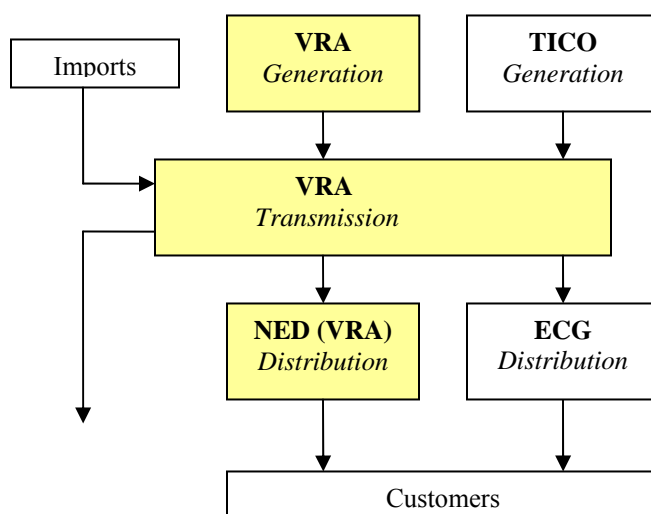 Imports
VRA
Generation
TICO
Generation
VRA
Transmission
NED (VRA)
Distribution
ECG
Distribution
Customers